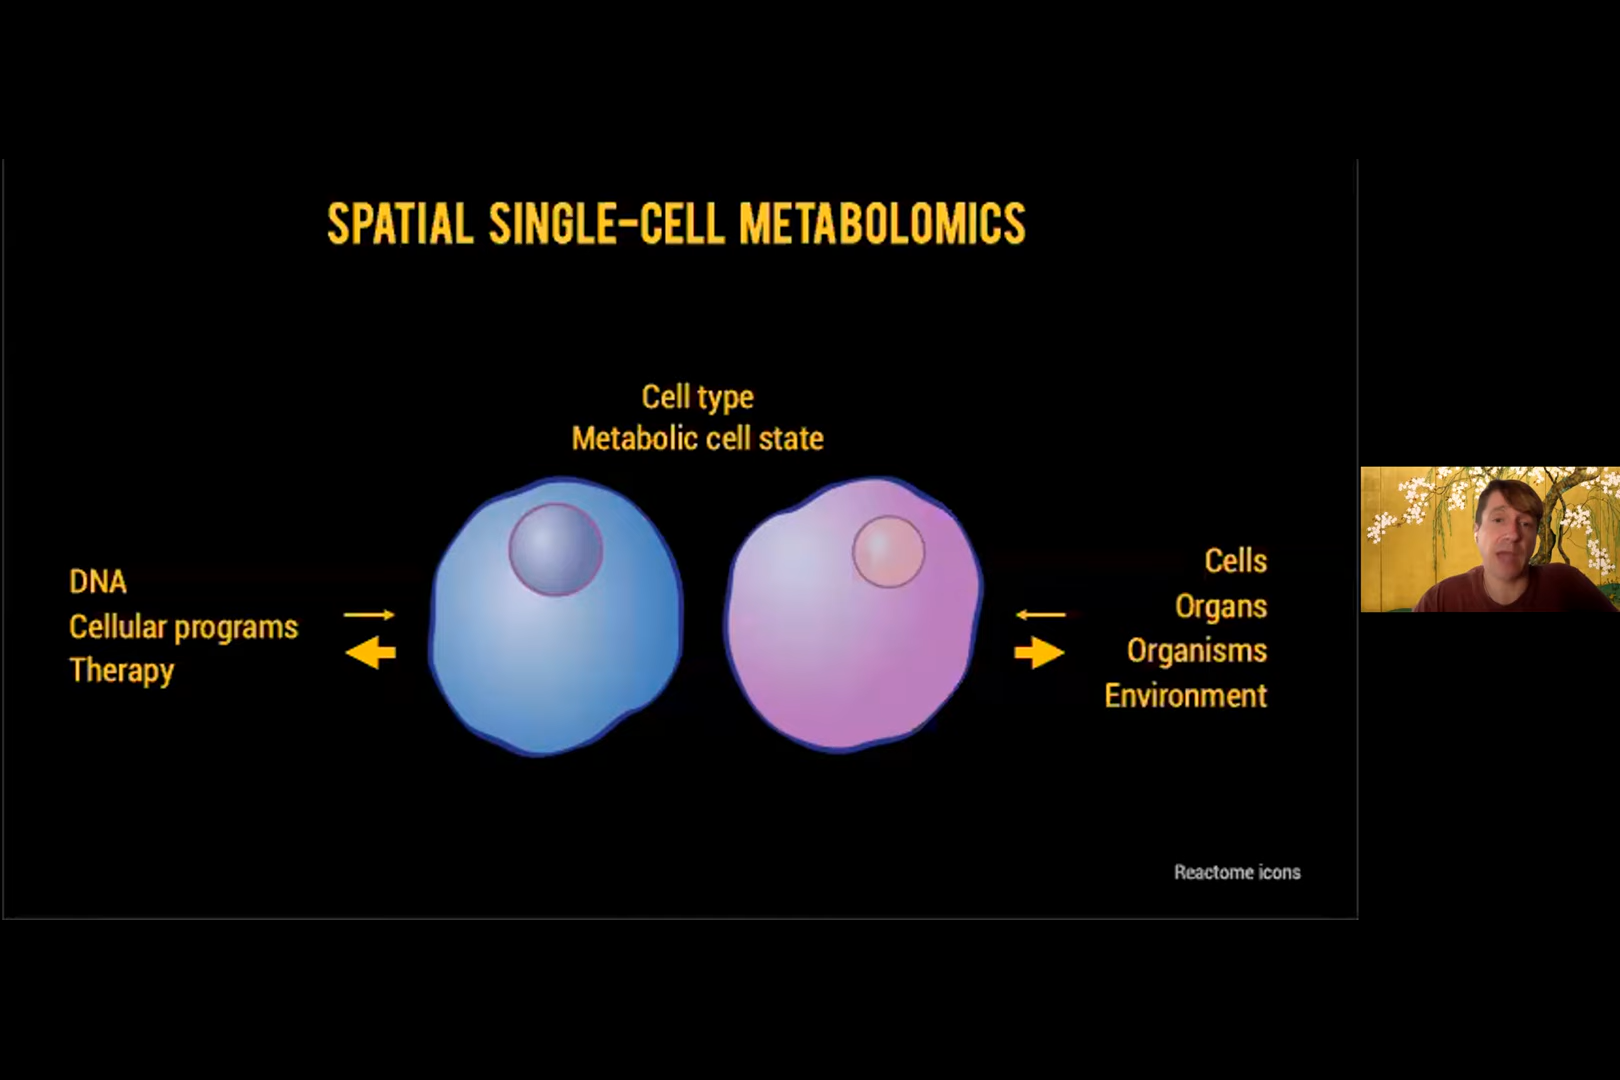 SPATIAL SINGLE-CELL METABOLOMICS
Cell type
Metabolic cell state
DNA
Cellular programs
Therapy
Cells
Organs
Organisms
Environment
Reactome icons